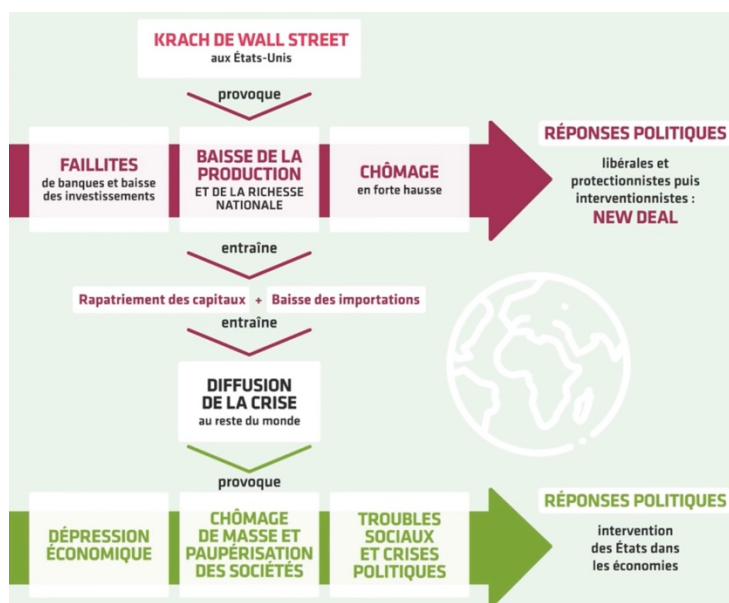 KRACH DE WALL STREET
aux États-Unis
provoque
FAILLITES
de banques et baisse
des investissements
BAISSE DE LA
PRODUCTION
ET DE LA RICHESSE
NATIONALE
CHÔMAGE
en forte hausse
RÉPONSES POLITIQUES
libérales et
protectionnistes puis
interventionnistes :
NEW DEAL
entraîne
Rapatriement des capitaux + Baisse des importations
entraîne
DIFFUSION
DE LA CRISE
au reste du monde
provoque
DÉPRESSION
ÉCONOMIQUE
CHÔMAGE
DE MASSE ET
PAUPÉRISATION
DES SOCIÉTÉS
TROUBLES
SOCIAUX
ET CRISES
POLITIQUES
RÉPONSES POLITIQUES
intervention
des États dans
les économies